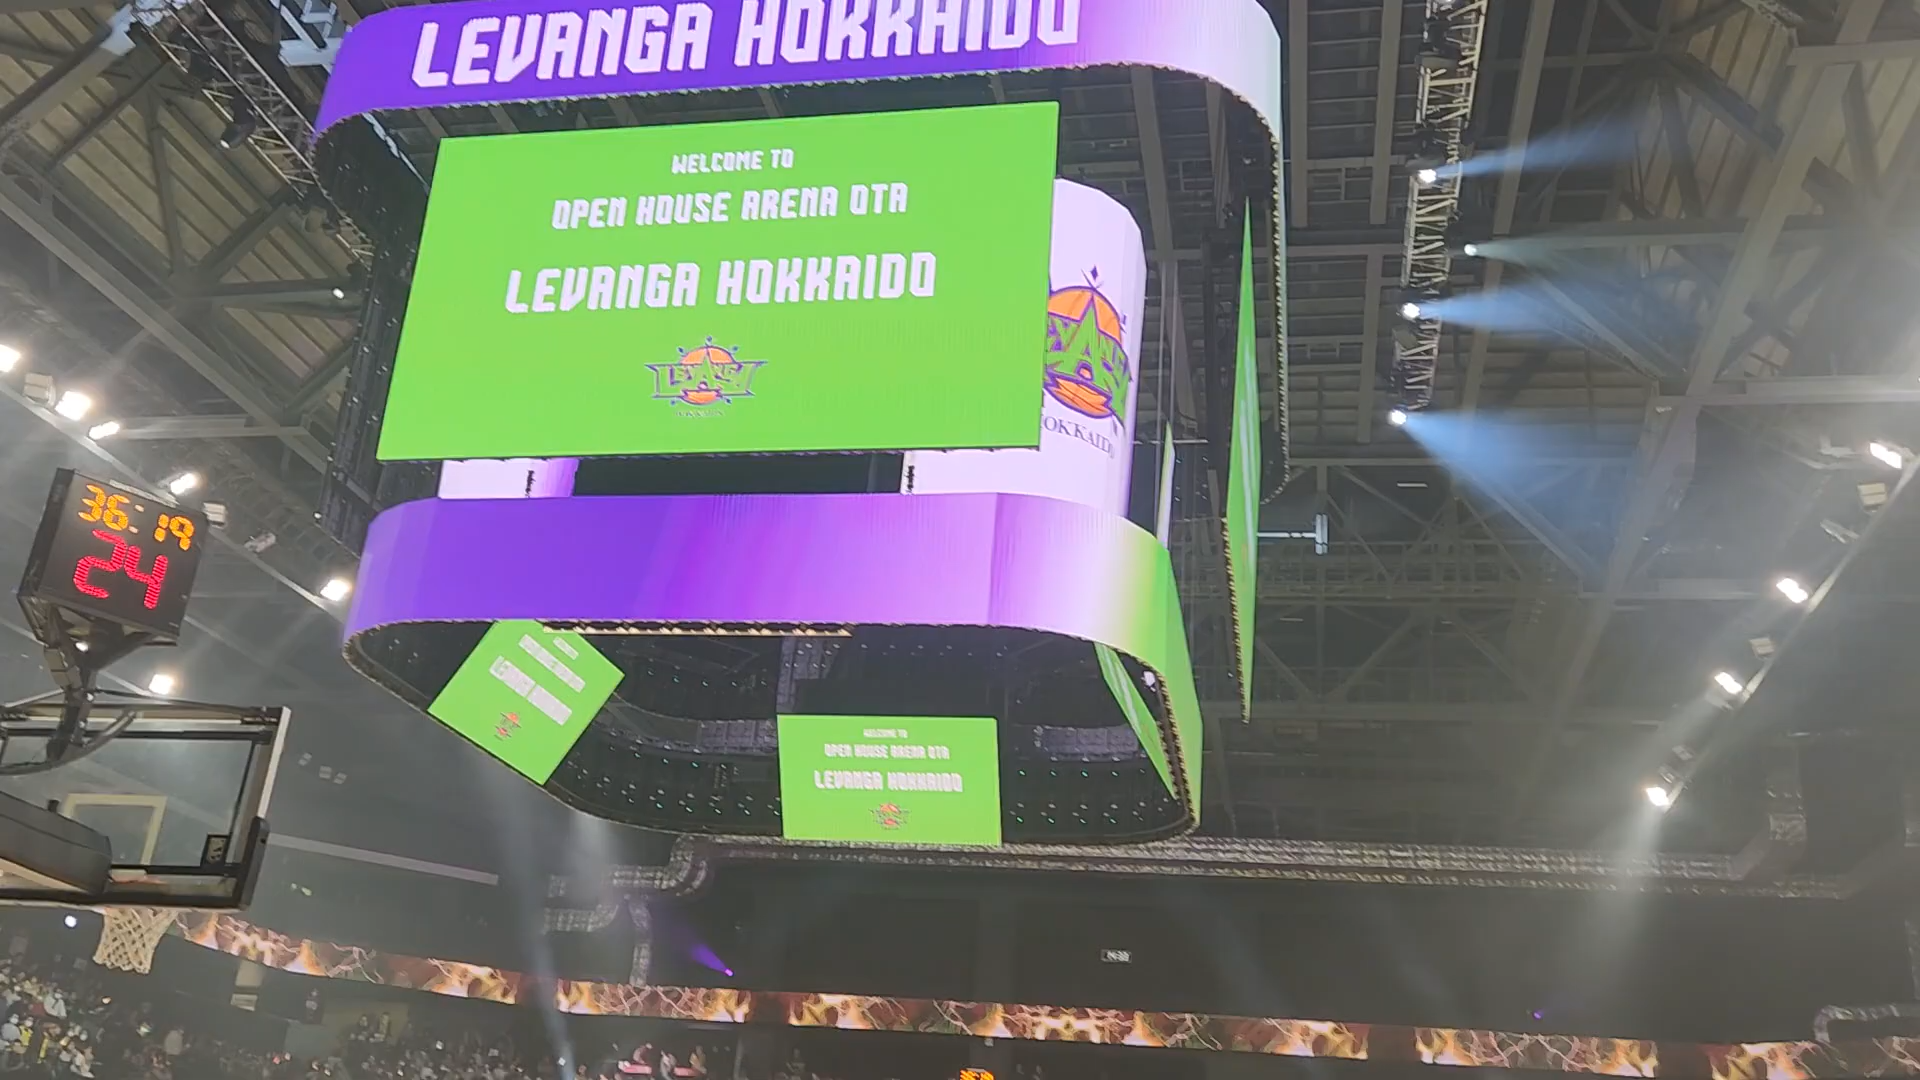 LEVANGA HOKKAIDO
WELCOME TO
OPEN HOUSE ARENA OTA
LEVANGA HOKKAIDO
LEVANGA
HOKKAIDO
36:19
24
WELCOME TO
OPEN HOUSE ARENA OTA
LEVANGA HOKKAIDO